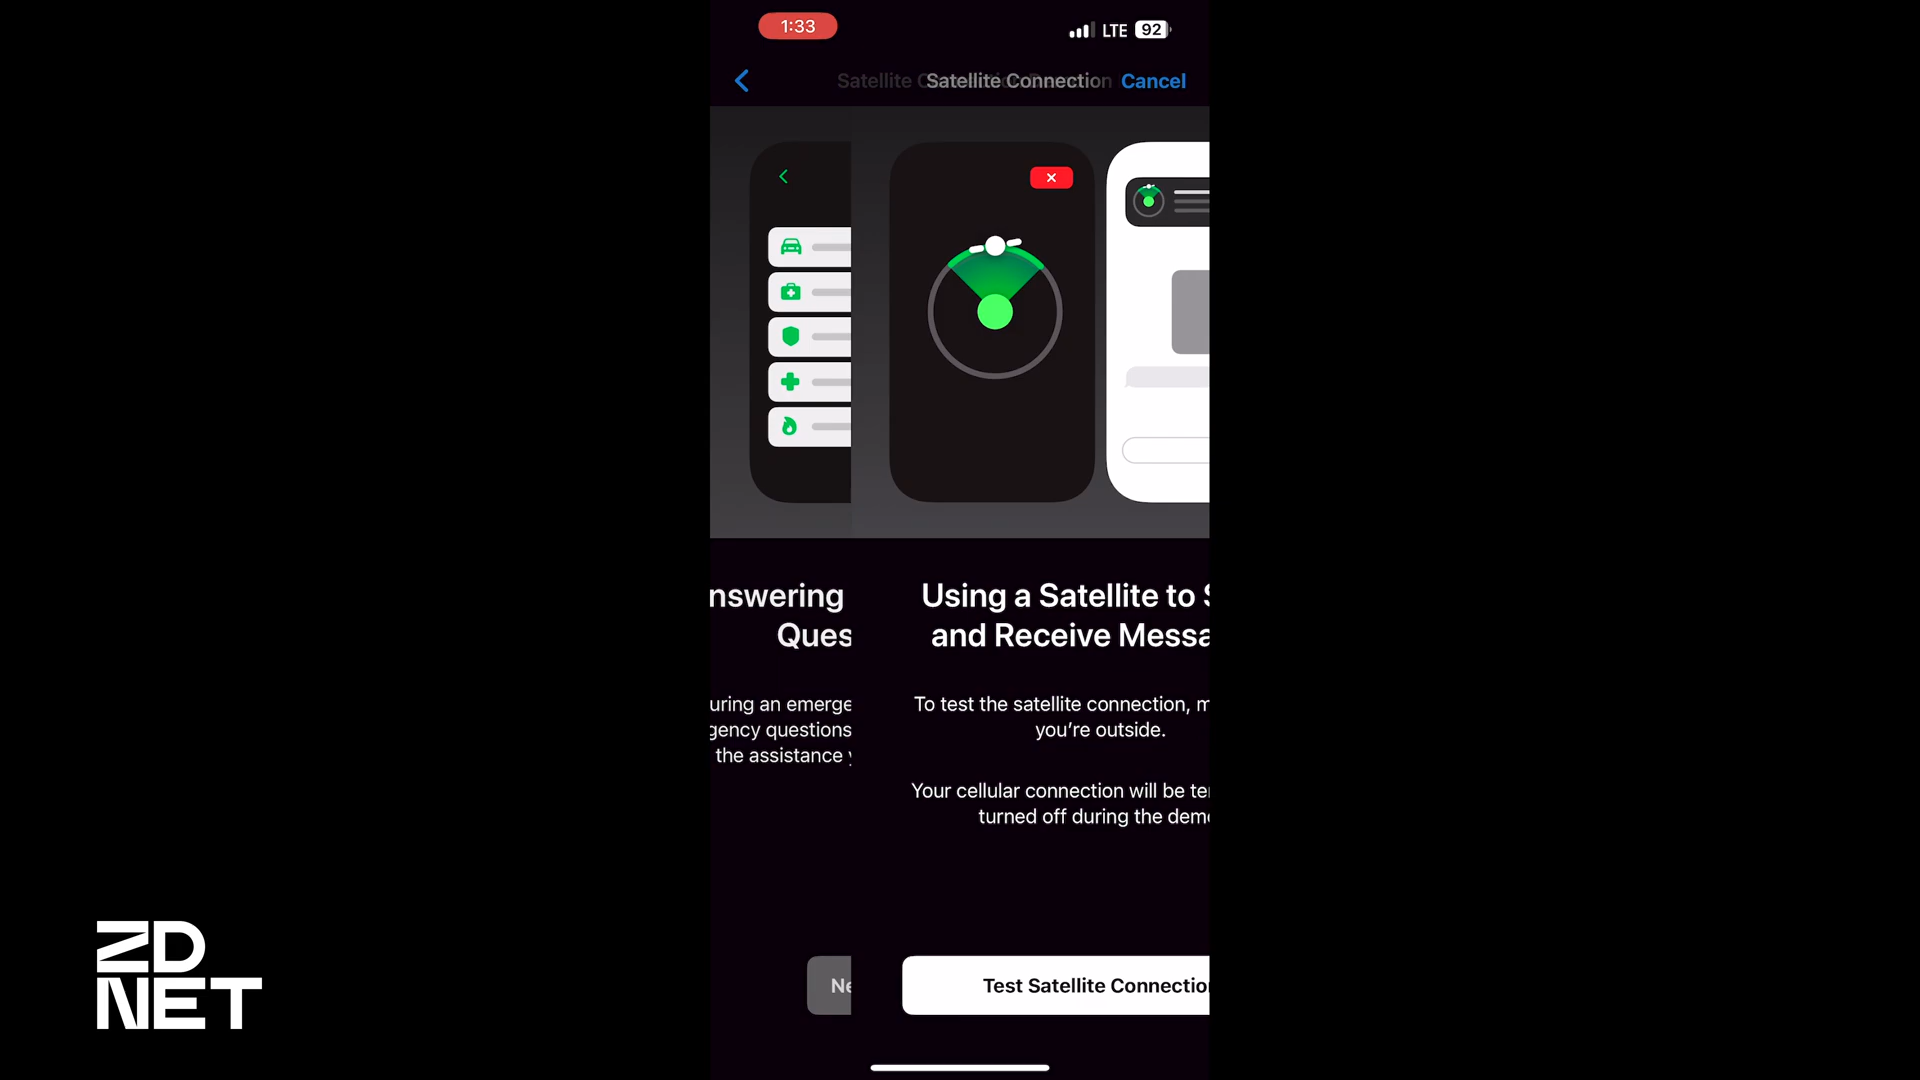 1:33
LTE 92
Satellite Connection
Cancel
nswering
Ques
uring an emerge
gency questions
the assistance
Using a Satellite to S
and Receive Messa
To test the satellite connection, m
you're outside.
Your cellular connection will be te
turned off during the dem
Ne
Test Satellite Connection
ZD
NET